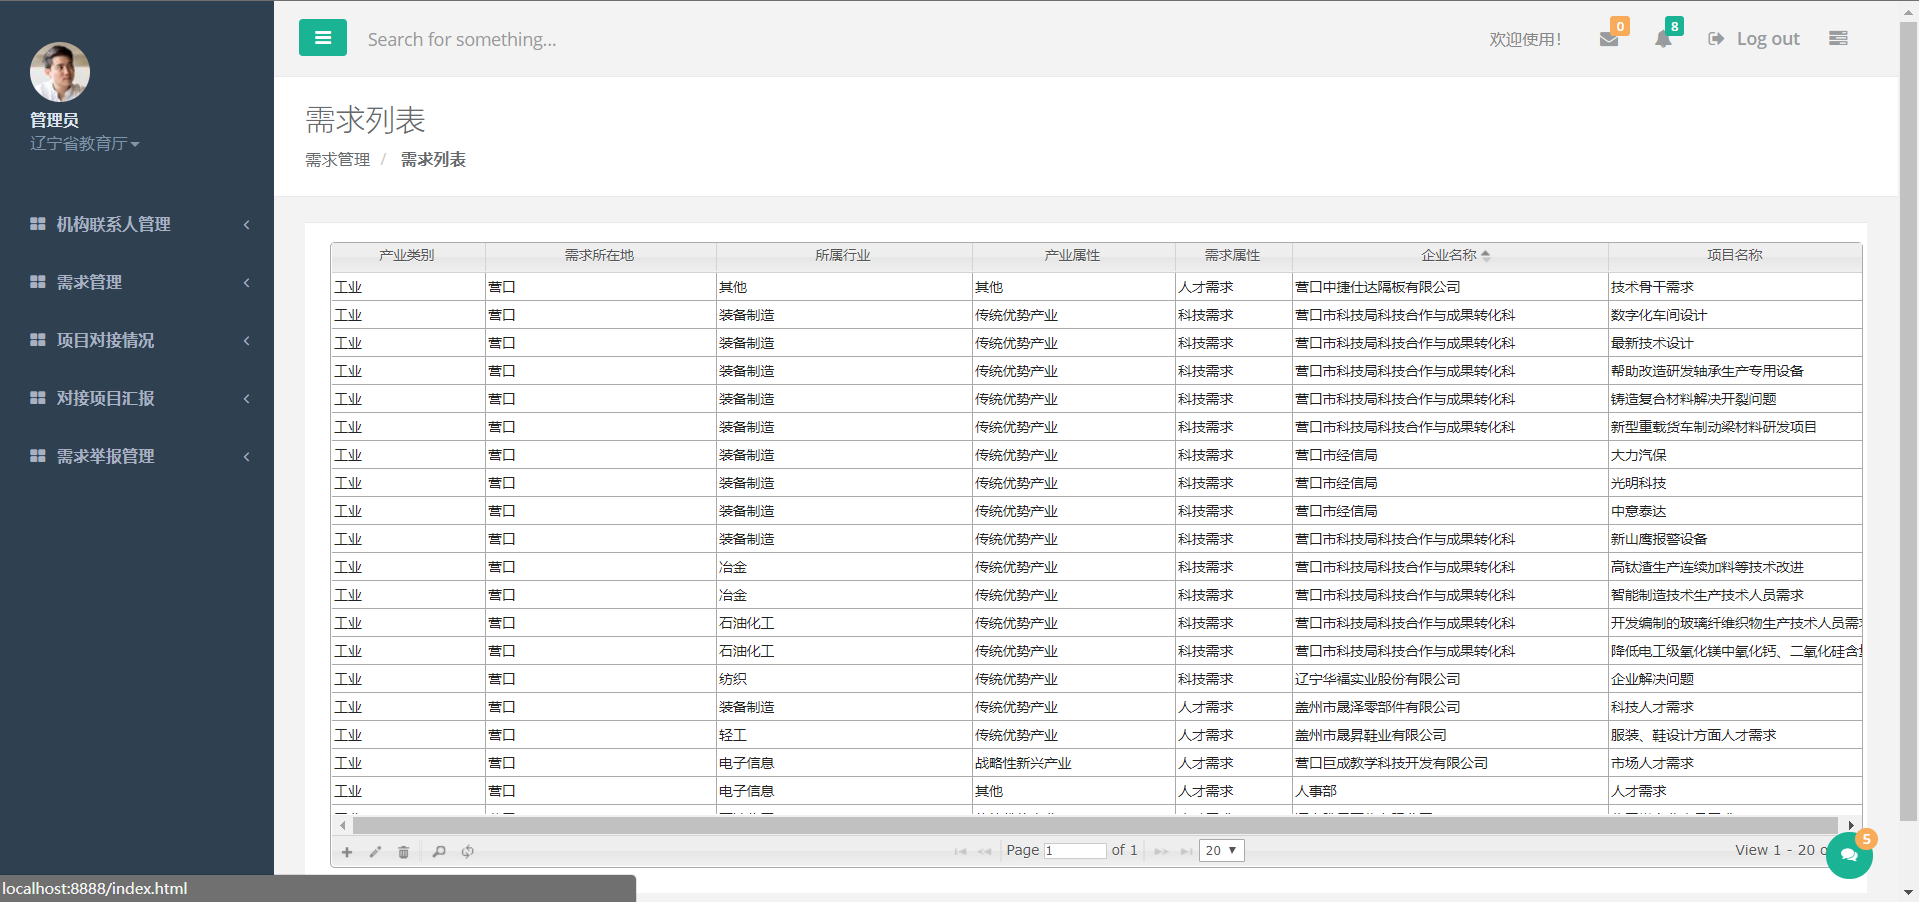 管理员
辽宁省教育厅
机构联系人管理
需求管理
项目对接情况
对接项目汇报
需求举报管理
Search for something...
欢迎使用！
0
8
Log out
需求列表
需求管理 / 需求列表
产业类别 需求所在地 所属行业 产业属性 需求属性 企业名称 项目名称
工业 营口 其他 其他 人才需求 营口中捷仕达隔板有限公司 技术骨干需求
工业 营口 装备制造 传统优势产业 科技需求 营口市科技局科技合作与成果转化科 数字化车间设计
工业 营口 装备制造 传统优势产业 科技需求 营口市科技局科技合作与成果转化科 最新技术设计
工业 营口 装备制造 传统优势产业 科技需求 营口市科技局科技合作与成果转化科 帮助改造研发轴承生产专用设备
工业 营口 装备制造 传统优势产业 科技需求 营口市科技局科技合作与成果转化科 铸造复合材料解决开裂问题
工业 营口 装备制造 传统优势产业 科技需求 营口市科技局科技合作与成果转化科 新型重载货车制动梁材料研发项目
工业 营口 装备制造 传统优势产业 科技需求 营口市经信局 大力汽保
工业 营口 装备制造 传统优势产业 科技需求 营口市经信局 光明科技
工业 营口 装备制造 传统优势产业 科技需求 营口市经信局 中意泰达
工业 营口 装备制造 传统优势产业 科技需求 营口市科技局科技合作与成果转化科 新山鹰报警设备
工业 营口 冶金 传统优势产业 科技需求 营口市科技局科技合作与成果转化科 高钛渣生产连续加料等技术改进
工业 营口 冶金 传统优势产业 科技需求 营口市科技局科技合作与成果转化科 智能制造技术生产技术人员需求
工业 营口 石油化工 传统优势产业 科技需求 营口市科技局科技合作与成果转化科 开发编制的玻璃纤维织物生产技术人员需
工业 营口 石油化工 传统优势产业 科技需求 营口市科技局科技合作与成果转化科 降低电工级氧化镁中氧化钙、二氧化硅含
工业 营口 纺织 传统优势产业 科技需求 辽宁华福实业股份有限公司 企业解决问题
工业 营口 装备制造 传统优势产业 人才需求 盖州市晟泽零部件有限公司 科技人才需求
工业 营口 轻工 传统优势产业 人才需求 盖州市晟昇鞋业有限公司 服装、鞋设计方面人才需求
工业 营口 电子信息 战略性新兴产业 人才需求 营口巨成教学科技开发有限公司 市场人才需求
工业 营口 电子信息 其他 人才需求 人事部 人才需求
Page 1 of 1 20 View 1 - 20
5
localhost:8888/index.html